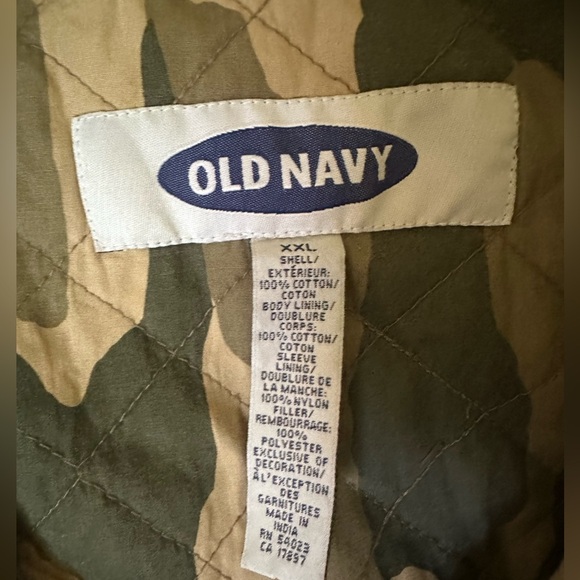 OLD NAVY
XXL
SHELL/
EXTÉRIEUR:
100% COTTON/
COTON
BODY LINING/
DOUBLURE
CORPS:
100% COTTON/
COTON
SLEEVE
LINING/
DOUBLURE DE
LA MANCHE:
100% NYLON
FILLER/
REMBOURRAGE:
100%
POLYESTER
EXCLUSIVE OF
DECORATION/
À L'EXCEPTION
DES
GARNITURES
MADE IN
INDIA
RN 54023
CA 17897